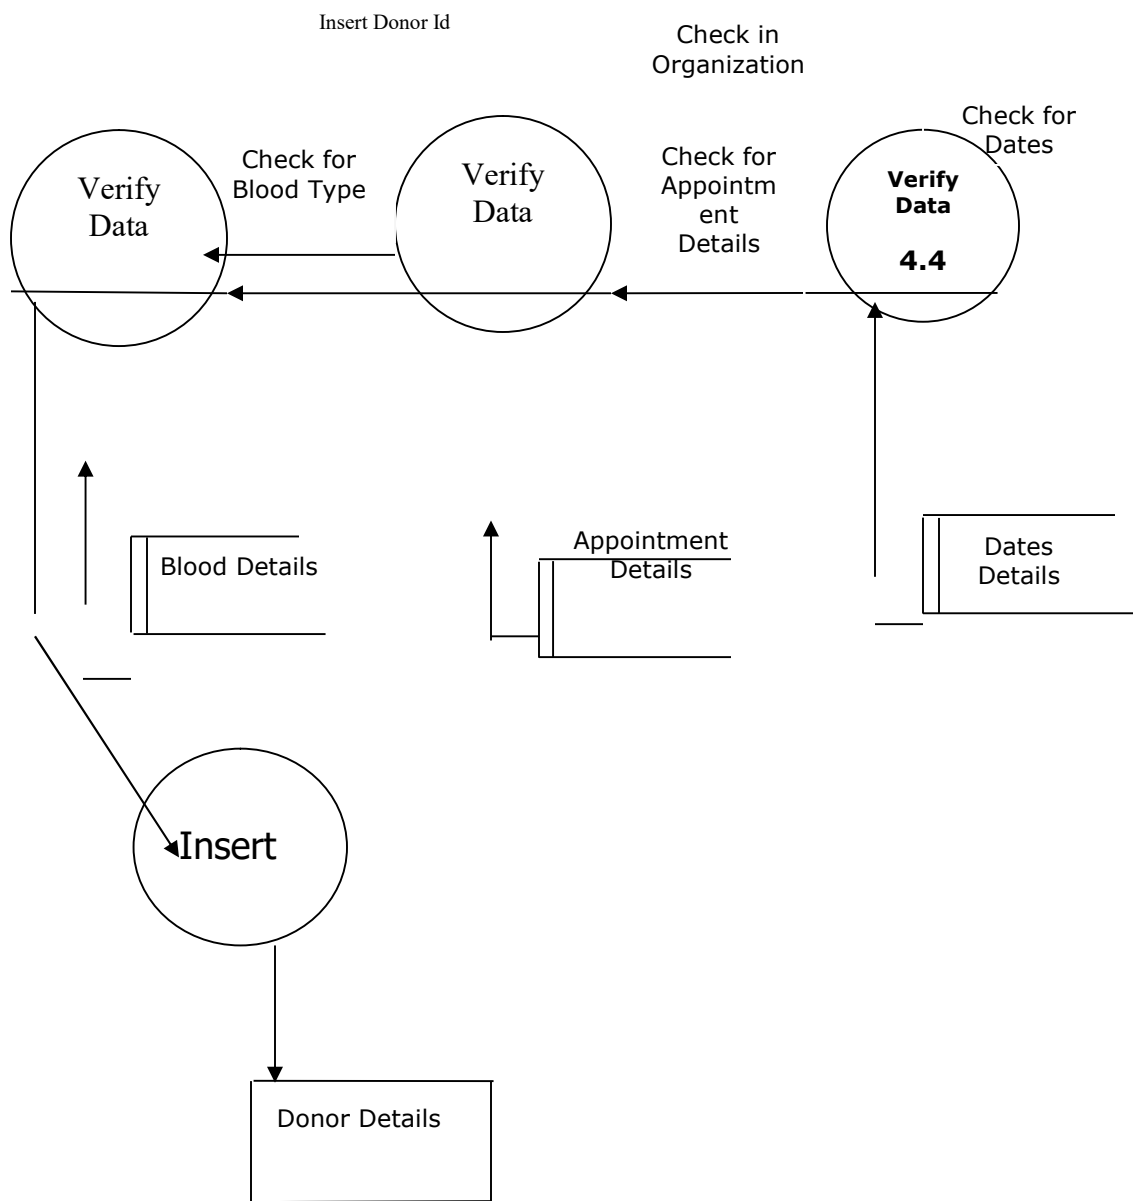 Insert Donor Id
Check in
Organization
Check for
Dates
Verify
Data
Check for
Blood Type
Verify
Data
Check for
Appointm
ent
Details
Verify
Data
4.4
Blood Details
Appointment
Details
Dates
Details
Insert
Donor Details